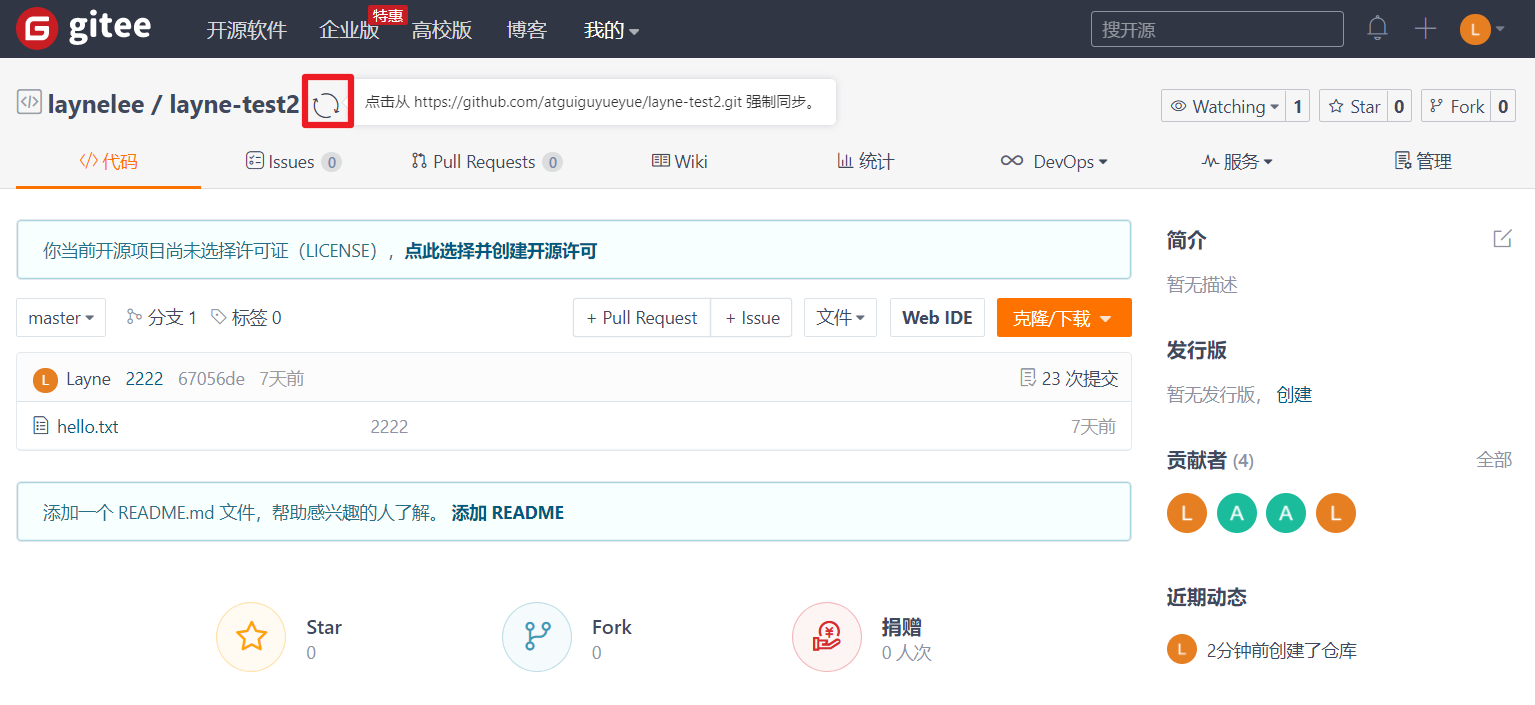 gitee 开源软件 企业版 特惠 高校版 博客 我的 搜开源 L
laynelee / layne-test2 点击从 https://github.com/atguiguyueyue/layne-test2.git 强制同步。 Watching 1 Star 0 Fork 0
代码 Issues 0 Pull Requests 0 Wiki 统计 DevOps 服务 管理
你当前开源项目尚未选择许可证（LICENSE），点此选择并创建开源许可
master 分支 1 标签 0 + Pull Request + Issue 文件 Web IDE 克隆/下载
L Layne 2222 67056de 7天前 23 次提交
hello.txt 2222 7天前
添加一个 README.md 文件，帮助感兴趣的人了解。 添加 README
Star
0
Fork
0
捐赠
0 人次
简介
暂无描述
发行版
暂无发行版， 创建
贡献者 (4) 全部
L A A L
近期动态
L 2分钟前创建了仓库